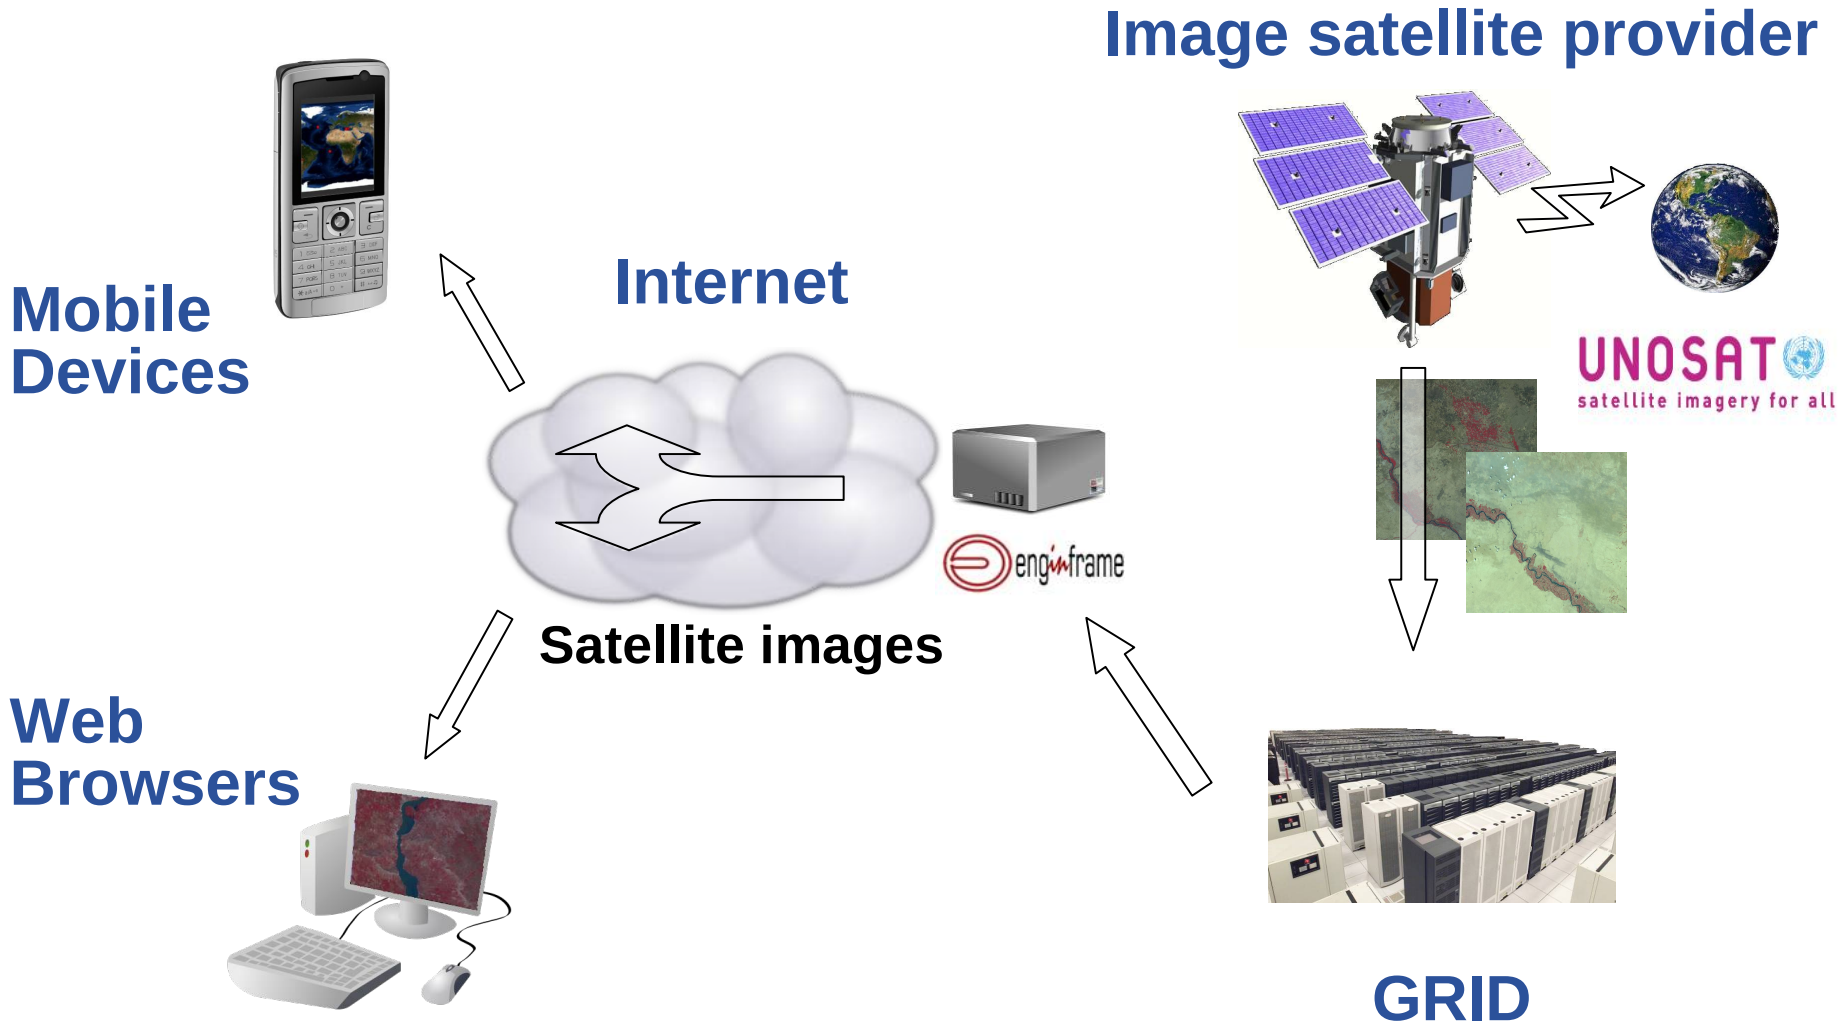 Image satellite provider
Internet
Mobile
Devices
UNOSAT
satellite imagery for all
enginframe
Satellite images
Web
Browsers
GRID